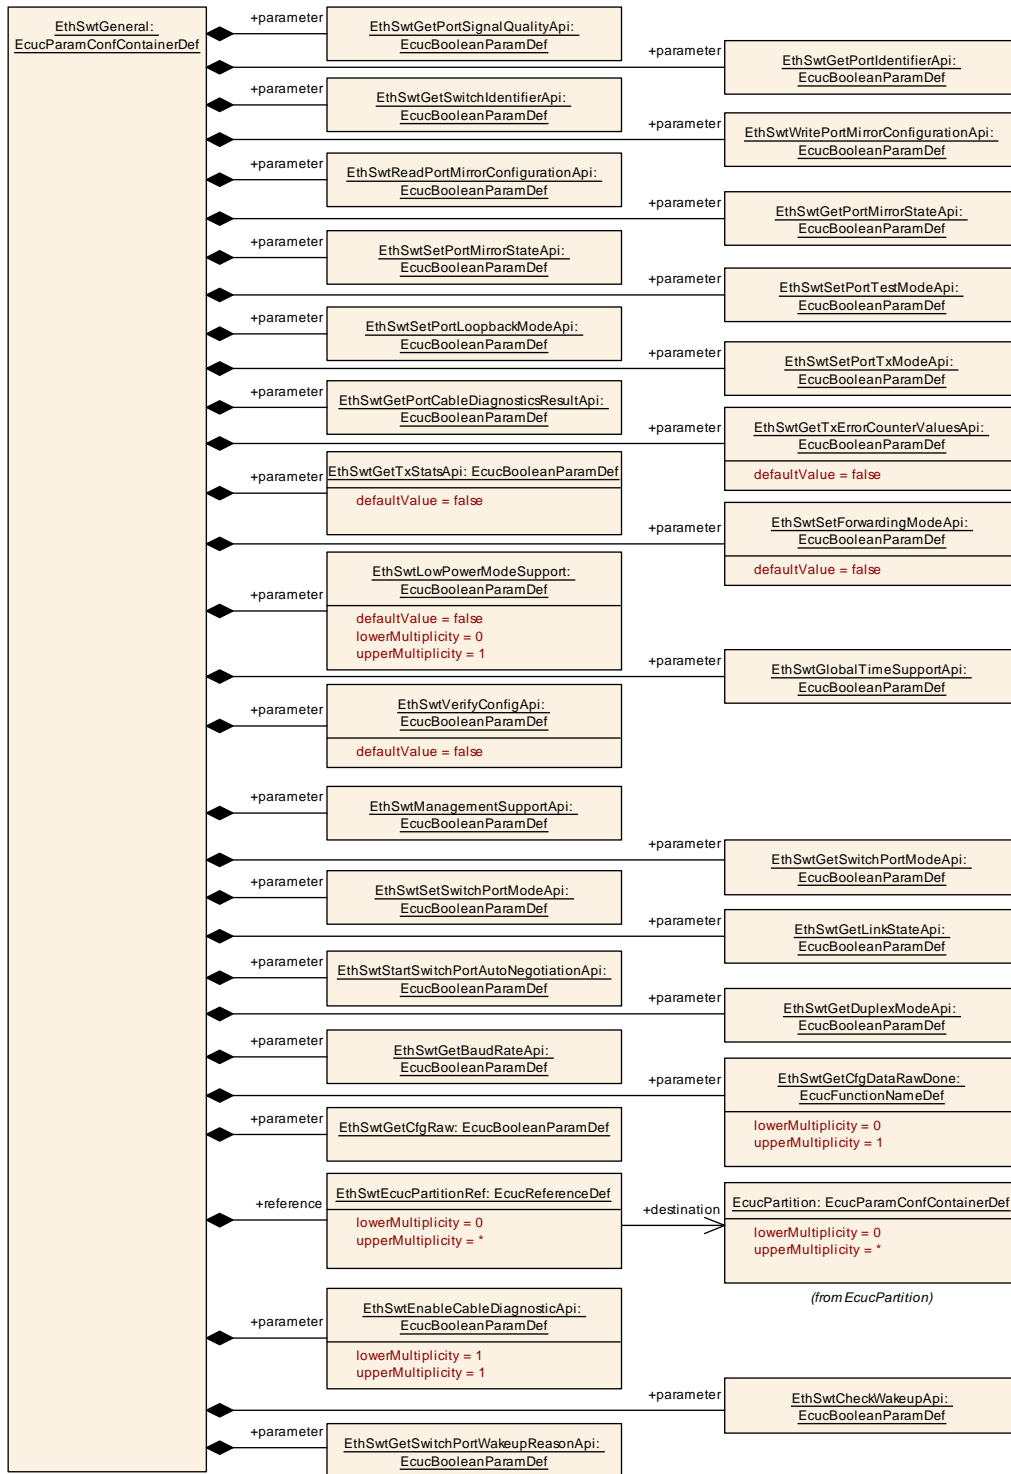 EthSwtGeneral:
EcucParamConfContainerDef
+parameter
EthSwtGetPortSignalQualityApi:
EcucBooleanParamDef
+parameter
EthSwtGetPortIdentifierApi:
EcucBooleanParamDef
+parameter
EthSwtGetSwitchIdentifierApi:
EcucBooleanParamDef
+parameter
EthSwtWritePortMirrorConfigurationApi:
EcucBooleanParamDef
+parameter
EthSwtReadPortMirrorConfigurationApi:
EcucBooleanParamDef
+parameter
EthSwtGetPortMirrorStateApi:
EcucBooleanParamDef
+parameter
EthSwtSetPortMirrorStateApi:
EcucBooleanParamDef
+parameter
EthSwtSetPortTestModeApi:
EcucBooleanParamDef
+parameter
EthSwtSetPortLoopbackModeApi:
EcucBooleanParamDef
+parameter
EthSwtSetPortTxModeApi:
EcucBooleanParamDef
+parameter
EthSwtGetPortCableDiagnosticsResultApi:
EcucBooleanParamDef
+parameter
EthSwtGetTxErrorCounterValuesApi:
EcucBooleanParamDef
defaultValue = false
+parameter
EthSwtGetTxStatsApi: EcucBooleanParamDef
defaultValue = false
+parameter
EthSwtSetForwardingModeApi:
EcucBooleanParamDef
defaultValue = false
+parameter
EthSwtLowPowerModeSupport:
EcucBooleanParamDef
defaultValue = false
lowerMultiplicity = 0
upperMultiplicity = 1
+parameter
EthSwtGlobalTimeSupportApi:
EcucBooleanParamDef
+parameter
EthSwtVerifyConfigApi:
EcucBooleanParamDef
defaultValue = false
+parameter
EthSwtManagementSupportApi:
EcucBooleanParamDef
+parameter
EthSwtGetSwitchPortModeApi:
EcucBooleanParamDef
+parameter
EthSwtSetSwitchPortModeApi:
EcucBooleanParamDef
+parameter
EthSwtGetLinkStateApi:
EcucBooleanParamDef
+parameter
EthSwtStartSwitchPortAutoNegotiationApi:
EcucBooleanParamDef
+parameter
EthSwtGetDuplexModeApi:
EcucBooleanParamDef
+parameter
EthSwtGetBaudRateApi:
EcucBooleanParamDef
+parameter
EthSwtGetCfgDataRawDone:
EcucFunctionNameDef
lowerMultiplicity = 0
upperMultiplicity = 1
+parameter
EthSwtGetCfgRaw: EcucBooleanParamDef
+reference
EthSwtEcucPartitionRef: EcucReferenceDef
lowerMultiplicity = 0
upperMultiplicity = *
+destination
EcucPartition: EcucParamConfContainerDef
lowerMultiplicity = 0
upperMultiplicity = *
(from EcucPartition)
+parameter
EthSwtEnableCableDiagnosticApi:
EcucBooleanParamDef
lowerMultiplicity = 1
upperMultiplicity = 1
+parameter
EthSwtCheckWakeupApi:
EcucBooleanParamDef
+parameter
EthSwtGetSwitchPortWakeupReasonApi:
EcucBooleanParamDef